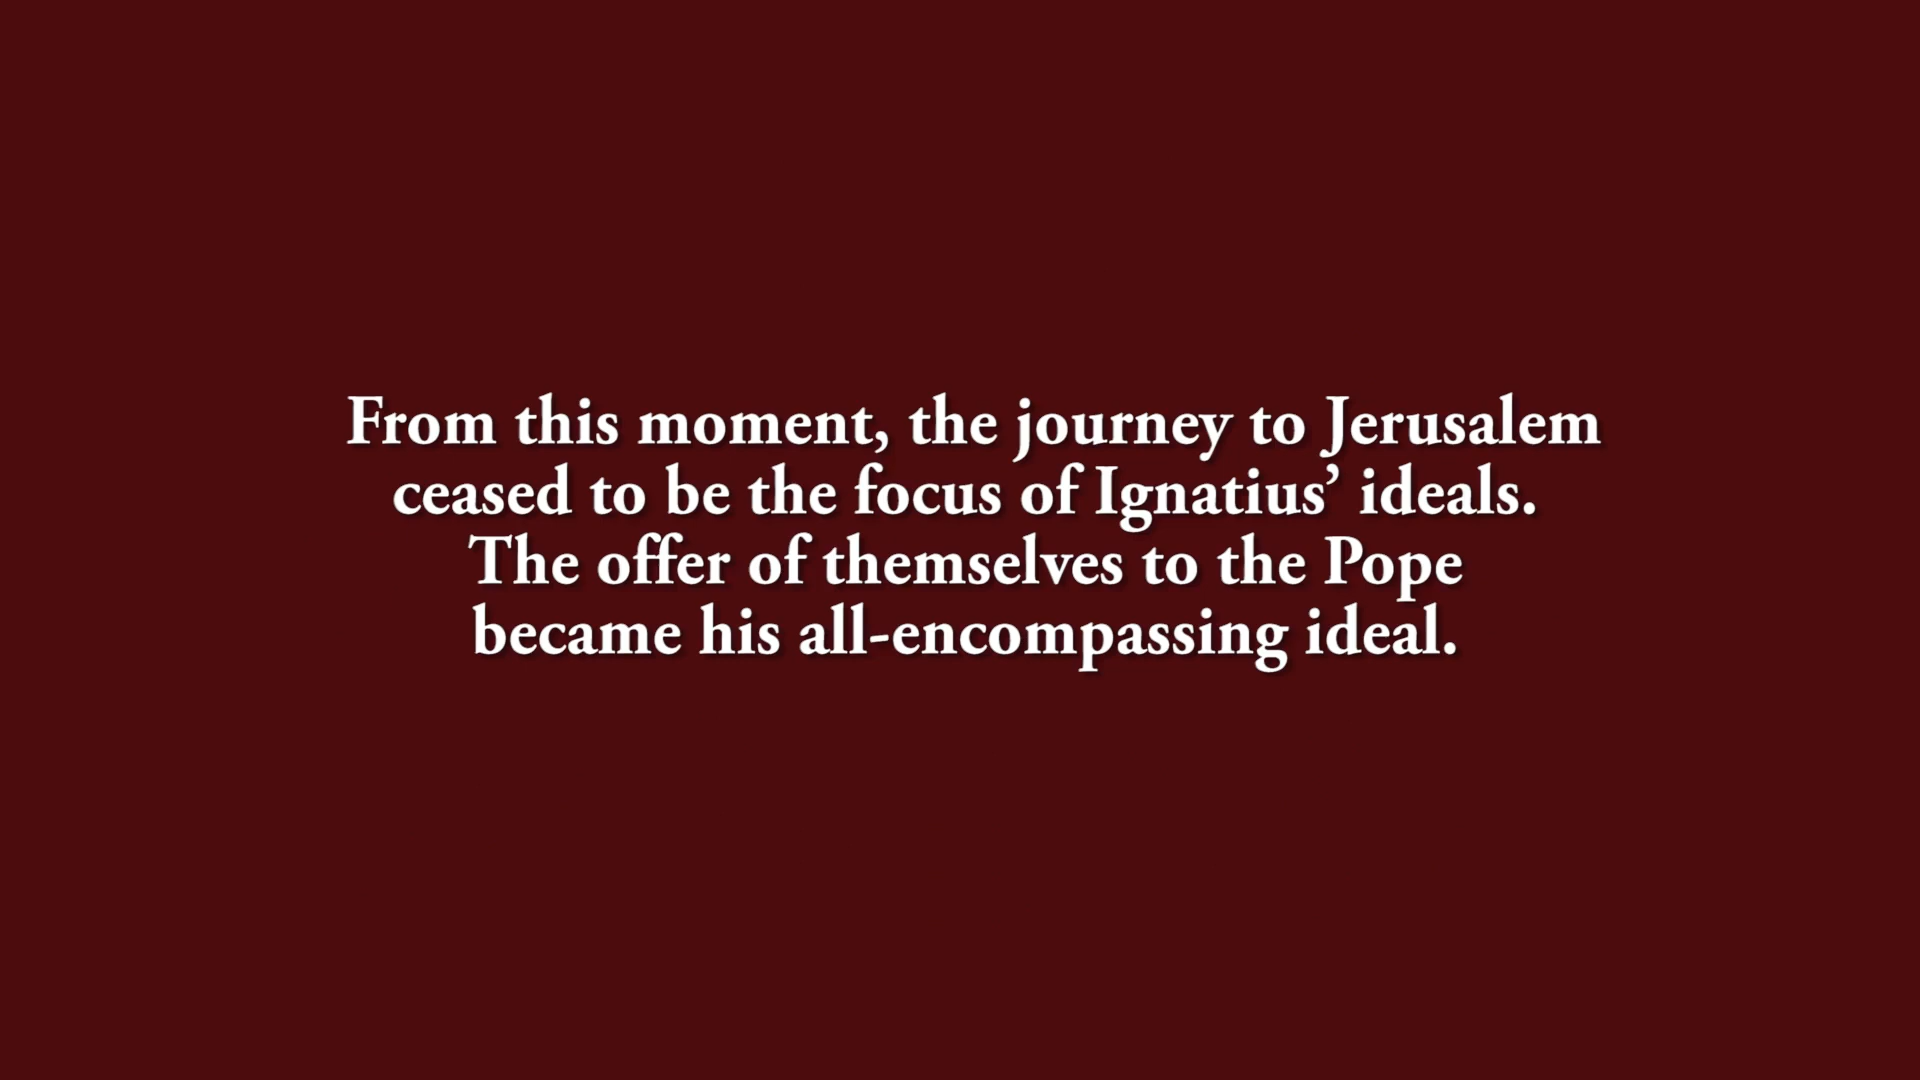 From this moment, the journey to Jerusalem
ceased to be the focus of Ignatius’ ideals.
The offer of themselves to the Pope
became his all-encompassing ideal.